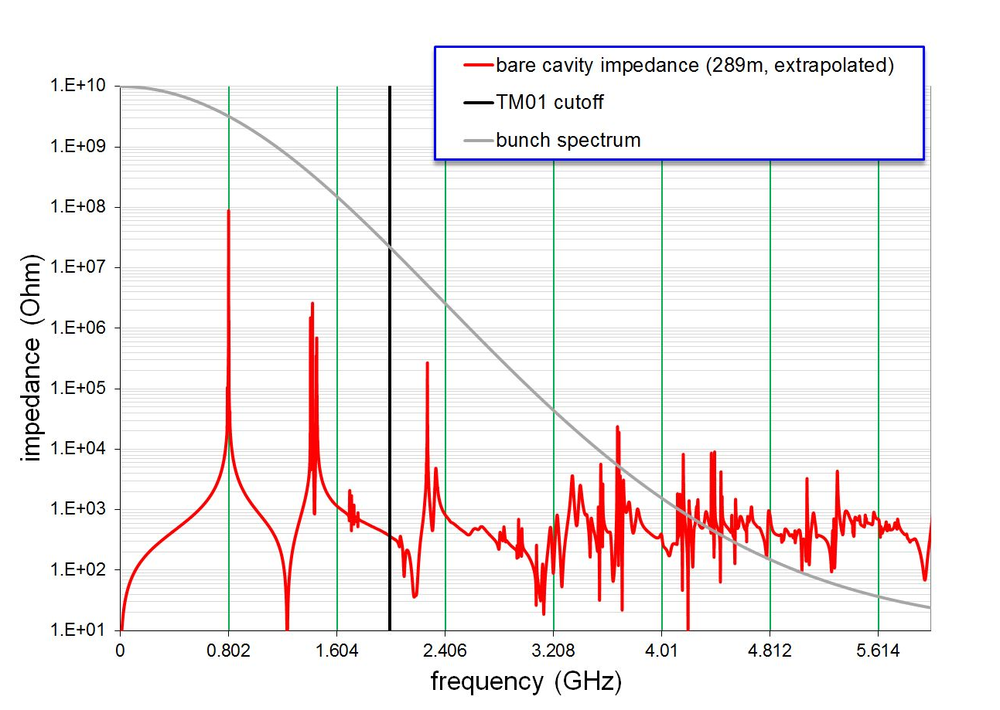 bare cavity impedance (289m, extrapolated)
TM01 cutoff
bunch spectrum
1.E+10
1.E+09
1.E+08
1.E+07
1.E+06
1.E+05
1.E+04
1.E+03
1.E+02
1.E+01
impedance (Ohm)
0 0.802 1.604 2.406 3.208 4.01 4.812 5.614
frequency (GHz)